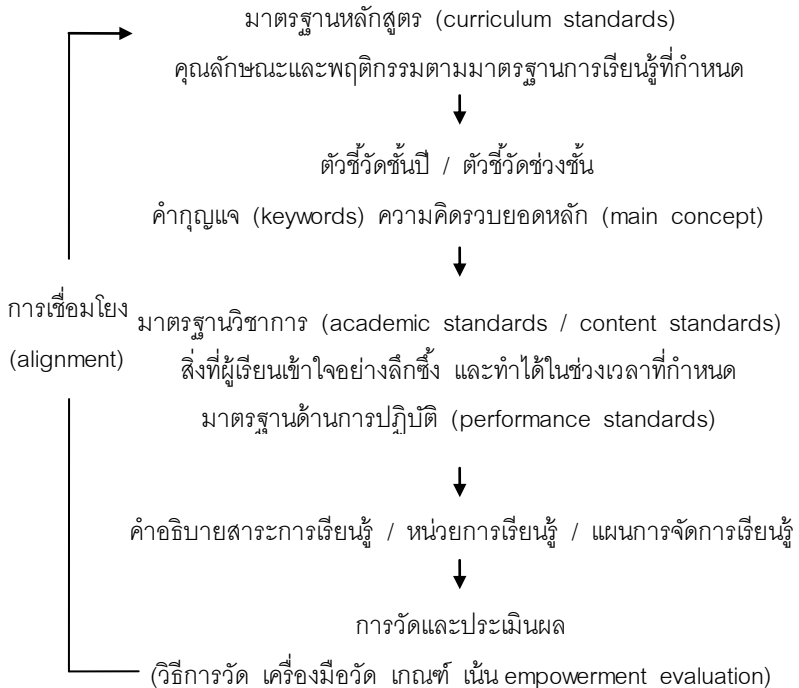 มาตรฐานหลักสูตร (curriculum standards)
คุณลักษณะและพฤติกรรมตามมาตรฐานการเรียนรู้ที่กำหนด
ตัวชี้วัดชั้นปี / ตัวชี้วัดช่วงชั้น
คำกุญแจ (keywords) ความคิดรวบยอดหลัก (main concept)
การเชื่อมโยง
(alignment)
มาตรฐานวิชาการ (academic standards / content standards)
สิ่งที่ผู้เรียนเข้าใจอย่างลึกซึ้ง และทำได้ในช่วงเวลาที่กำหนด
มาตรฐานด้านการปฏิบัติ (performance standards)
คำอธิบายสาระการเรียนรู้ / หน่วยการเรียนรู้ / แผนการจัดการเรียนรู้
การวัดและประเมินผล
(วิธีการวัด เครื่องมือวัด เกณฑ์ เน้น empowerment evaluation)